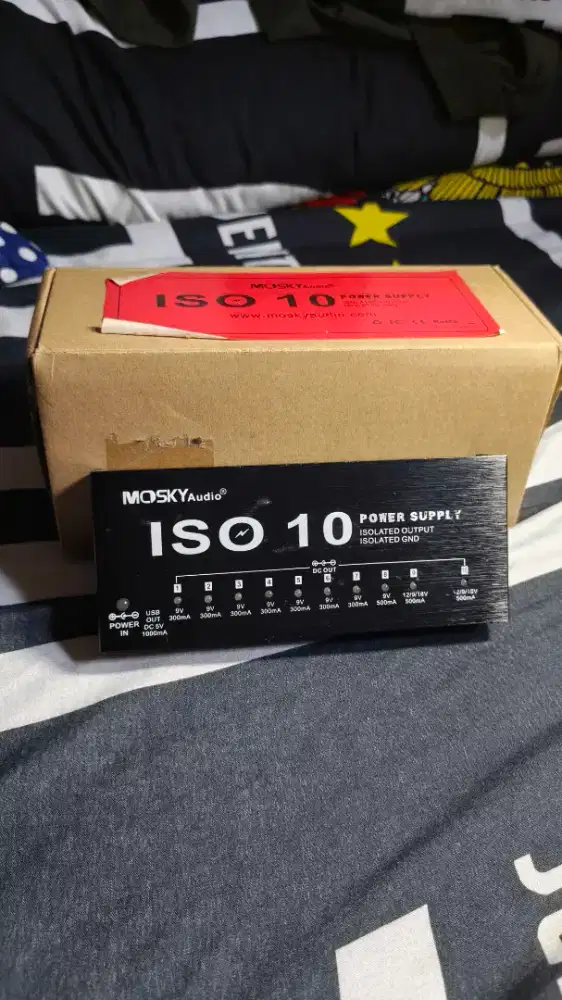 MOSKYAudio®
ISO 10 POWER SUPPLY
www.moskyaudio.com
MOSKYAudio®
ISO 10 POWER SUPPLY
ISOLATED OUTPUT
ISOLATED GND
DC OUT
1 2 3 4 5 6 7 8 9
9V 9V 9V 9V 9V 9V 9V 9V 12/9/18V 12/9/18V
300mA 300mA 300mA 300mA 300mA 300mA 300mA 500mA 500mA 500mA
POWER
IN
USB
OUT
DC 5V
1000mA